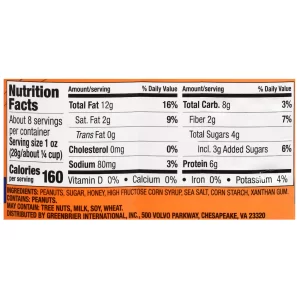 Nutrition
Facts
About 8 servings
per container
Serving size 1 oz
(28g/about ¼ cup)
Calories 160
per serving
Amount/serving % Daily Value
Total Fat 12g 16%
Sat. Fat 2g 9%
Trans Fat 0g
Cholesterol 0mg 0%
Sodium 80mg 3%
Amount/serving % Daily Value
Total Carb. 8g 3%
Fiber 2g 7%
Total Sugars 4g
Incl. 3g Added Sugars 6%
Protein 6g
Vitamin D 0% • Calcium 0% • Iron 0% • Potassium 4%
INGREDIENTS: PEANUTS, SUGAR, HONEY, HIGH FRUCTOSE CORN SYRUP, SEA SALT, CORN STARCH, XANTHAN GUM.
CONTAINS: PEANUTS.
MAY CONTAIN: TREE NUTS, MILK, SOY, WHEAT.
DISTRIBUTED BY GREENBRIER INTERNATIONAL, INC., 500 VOLVO PARKWAY, CHESAPEAKE, VA 23320